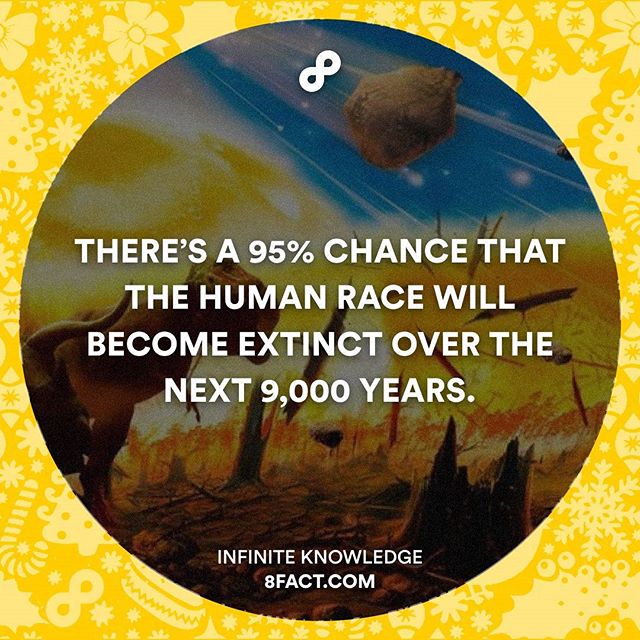 THERE'S A 95% CHANCE THAT
THE HUMAN RACE WILL
BECOME EXTINCT OVER THE
NEXT 9,000 YEARS.
INFINITE KNOWLEDGE
8FACT.COM